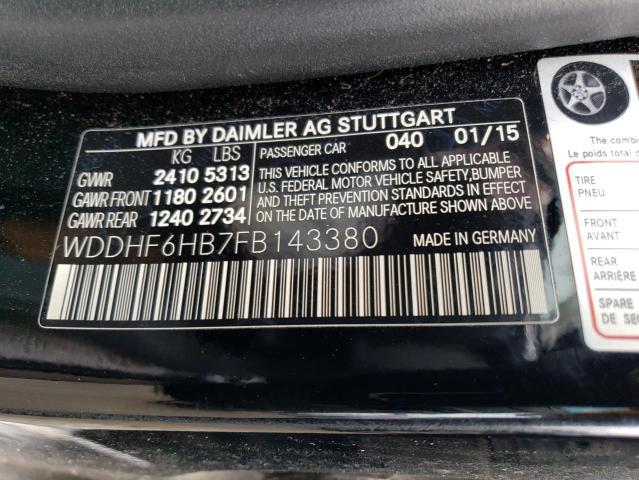 MFD BY DAIMLER AG STUTTGART
KG LBS
GVWR 2410 5313
GAWR FRONT 1180 2601
GAWR REAR 1240 2734
PASSENGER CAR 040 01/15
THIS VEHICLE CONFORMS TO ALL APPLICABLE
U.S. FEDERAL MOTOR VEHICLE SAFETY, BUMPER
AND THEFT PREVENTION STANDARDS IN EFFECT
ON THE DATE OF MANUFACTURE SHOWN ABOVE.
WDDHF6HB7FB143380 MADE IN GERMANY
The combin
Le poids total d
TIRE
PNEU
FRONT
AVANT
REAR
ARRIÈRE
SPARE
DE SEC